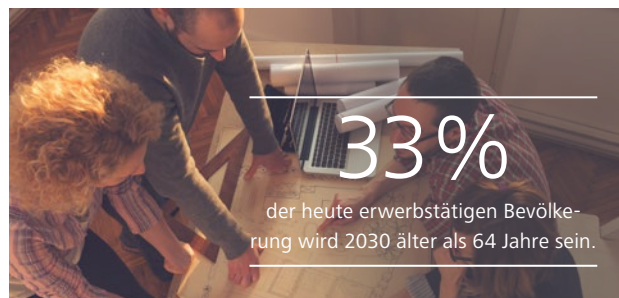 33 %
der heute erwerbstätigen Bevölke-
rung wird 2030 älter als 64 Jahre sein.